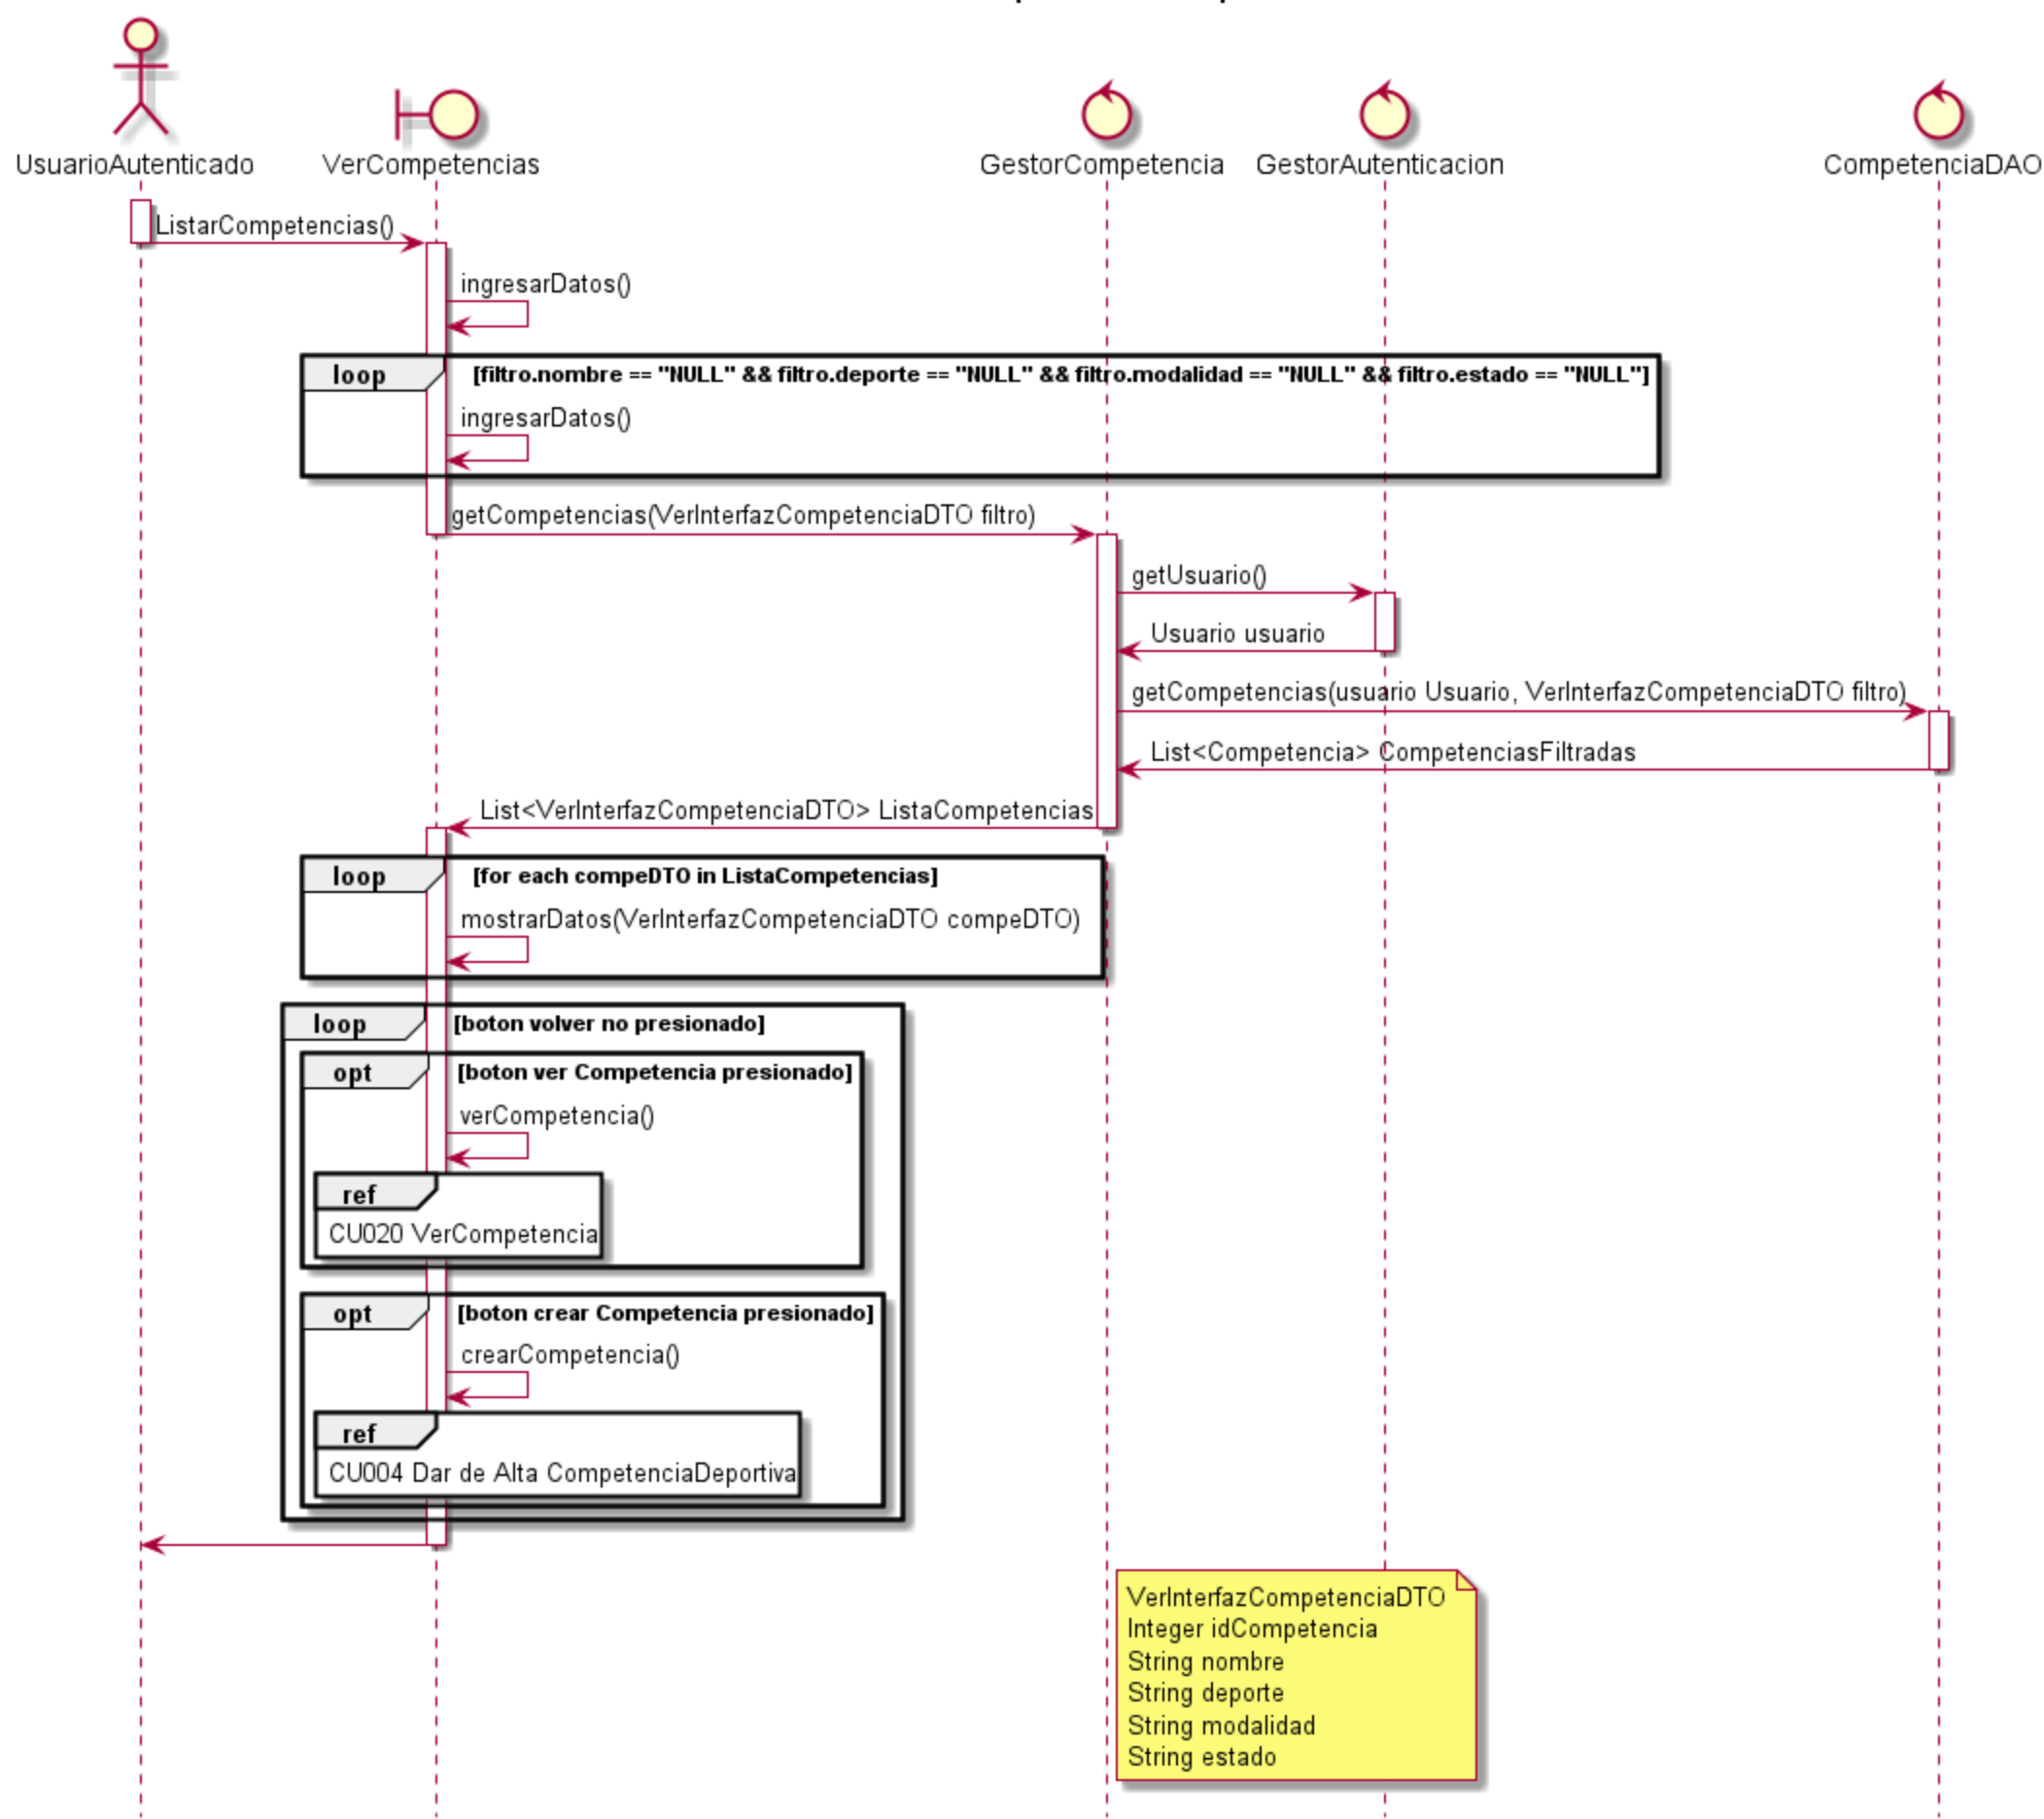 UsuarioAutenticado
VerCompetencias
GestorCompetencia
GestorAutenticacion
CompetenciaDAO
ListarCompetencias()
ingresarDatos()
loop
[filtro.nombre == "NULL" && filtro.deporte == "NULL" && filtro.modalidad == "NULL" && filtro.estado == "NULL"]
ingresarDatos()
getCompetencias(VerInterfazCompetenciaDTO filtro)
getUsuario()
Usuario usuario
getCompetencias(usuario Usuario, VerInterfazCompetenciaDTO filtro)
List<Competencia> CompetenciasFiltradas
List<VerInterfazCompetenciaDTO> ListaCompetencias
loop
[for each compeDTO in ListaCompetencias]
mostrarDatos(VerInterfazCompetenciaDTO compeDTO)
loop
[boton volver no presionado]
opt
[boton ver Competencia presionado]
verCompetencia()
ref
CU020 VerCompetencia
opt
[boton crear Competencia presionado]
crearCompetencia()
ref
CU004 Dar de Alta CompetenciaDeportiva
VerInterfazCompetenciaDTO
Integer idCompetencia
String nombre
String deporte
String modalidad
String estado